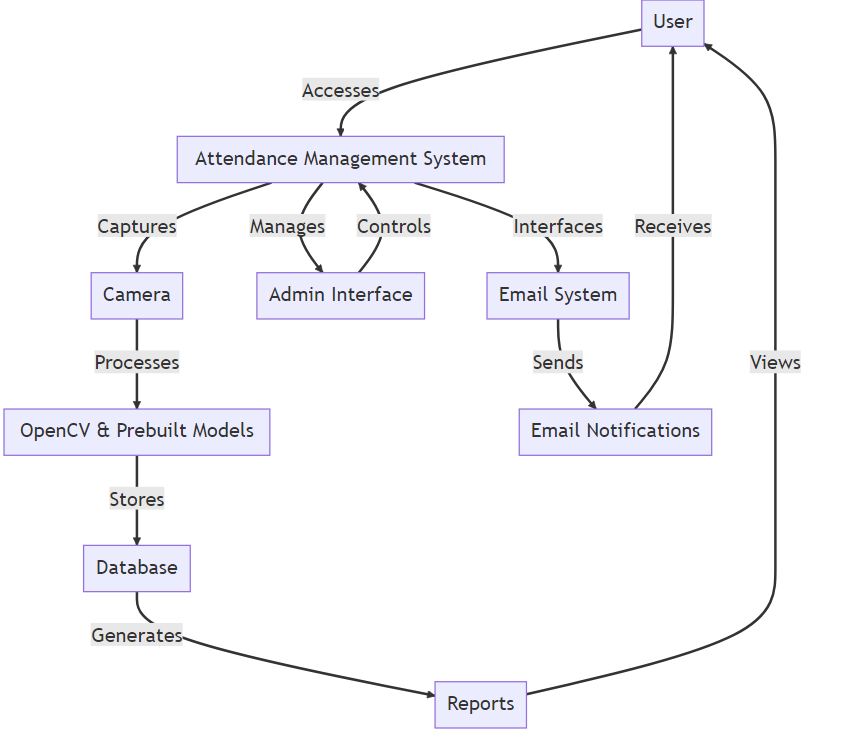 User
Accesses
Attendance Management System
Captures
Manages
Controls
Interfaces
Receives
Camera
Admin Interface
Email System
Processes
Sends
Views
OpenCV & Prebuilt Models
Email Notifications
Stores
Database
Generates
Reports